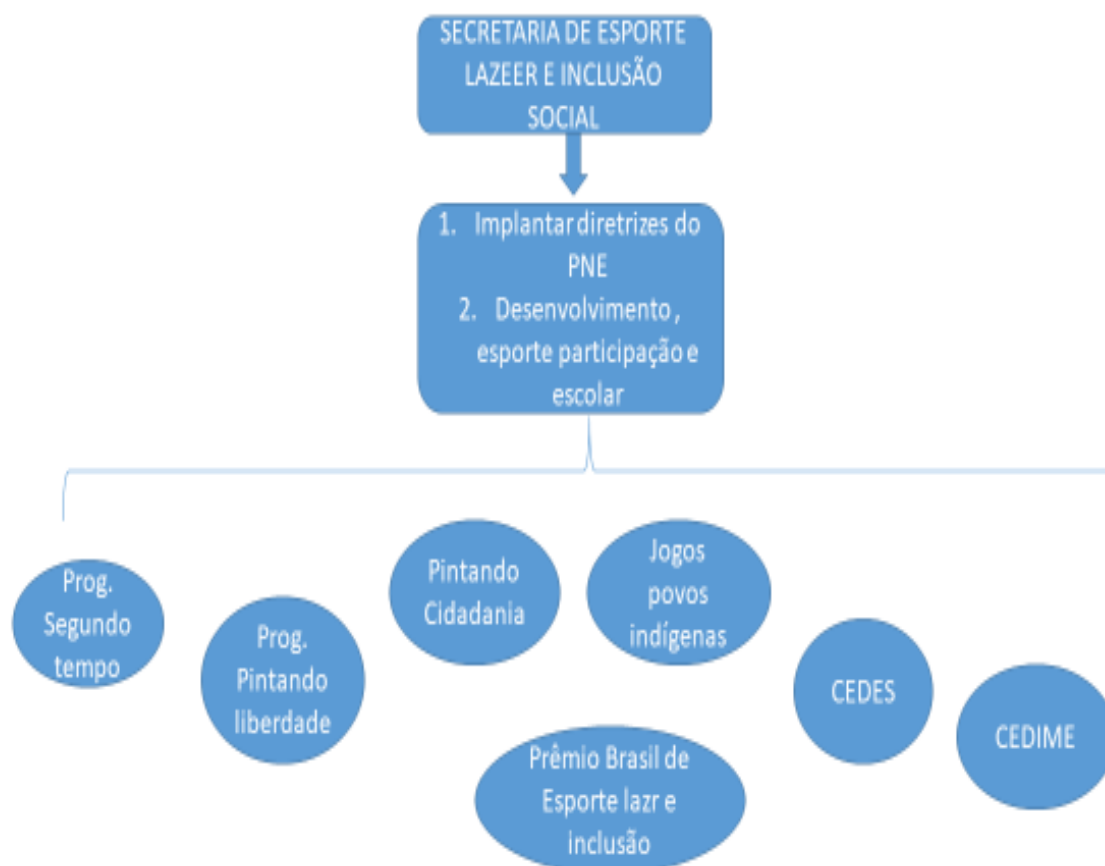 SECRETARIA DE ESPORTE
LAZEER E INCLUSÃO
SOCIAL
1. Implantar diretrizes do
PNE
2. Desenvolvimento ,
esporte participação e
escolar
Prog.
Segundo
tempo
Prog.
Pintando
liberdade
Pintando
Cidadania
Jogos
povos
indígenas
CEDES
CEDIME
Prêmio Brasil de
Esporte lazr e
inclusão